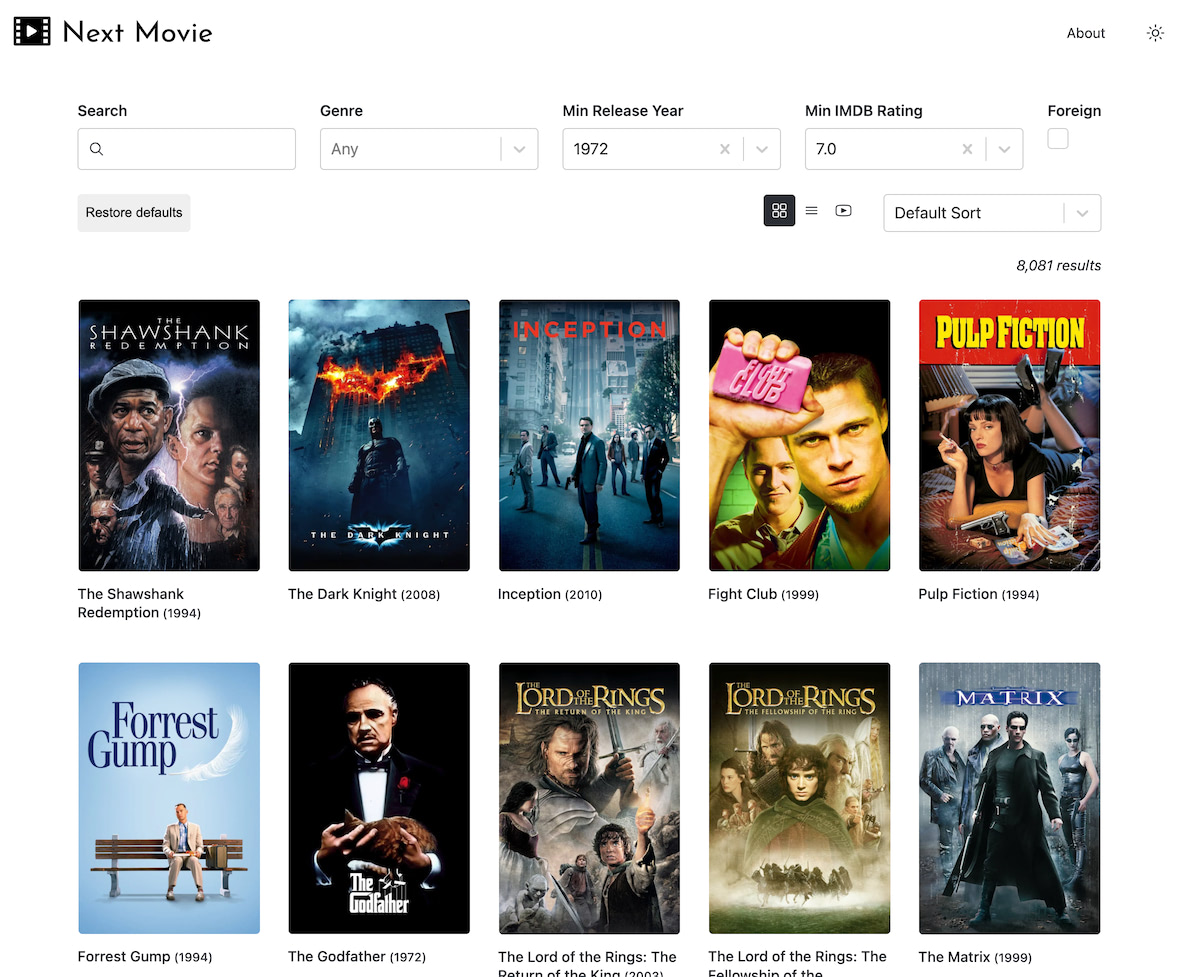 Next Movie
About
Search
Genre
Min Release Year
Min IMDB Rating
Foreign
Any
1972
7.0
Restore defaults
Default Sort
8,081 results
THE
SHAWSHANK
REDEMPTION
THE DARK KNIGHT
INCEPTION
FIGHT
CLUB
PULP FICTION
The Shawshank
Redemption (1994)
The Dark Knight (2008)
Inception (2010)
Fight Club (1999)
Pulp Fiction (1994)
Forrest
Gump
The
Godfather
THE
LORD OF THE RINGS
THE RETURN OF THE KING
THE
LORD OF THE RINGS
THE FELLOWSHIP OF THE RING
MATRIX
Forrest Gump (1994)
The Godfather (1972)
The Lord of the Rings: The
Return of the King (2003)
The Lord of the Rings: The
Fellowship of the
The Matrix (1999)